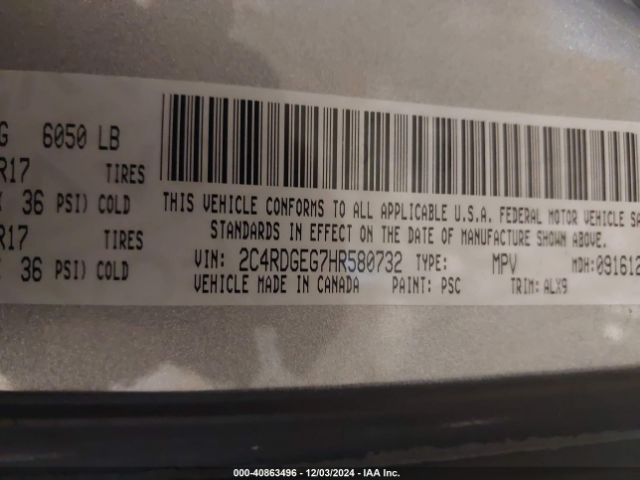 G 6050 LB
R17 TIRES
36 PSI) COLD
R17 TIRES
36 PSI) COLD
THIS VEHICLE CONFORMS TO ALL APPLICABLE U.S.A. FEDERAL MOTOR VEHICLE SA
STANDARDS IN EFFECT ON THE DATE OF MANUFACTURE SHOWN ABOVE.
VIN: 2C4RDGEG7HR580732 TYPE: MPV MDH:091612
VEHICLE MADE IN CANADA PAINT: PSC TRIM: ALX9
000-40863496 - 12/03/2024 - IAA Inc.